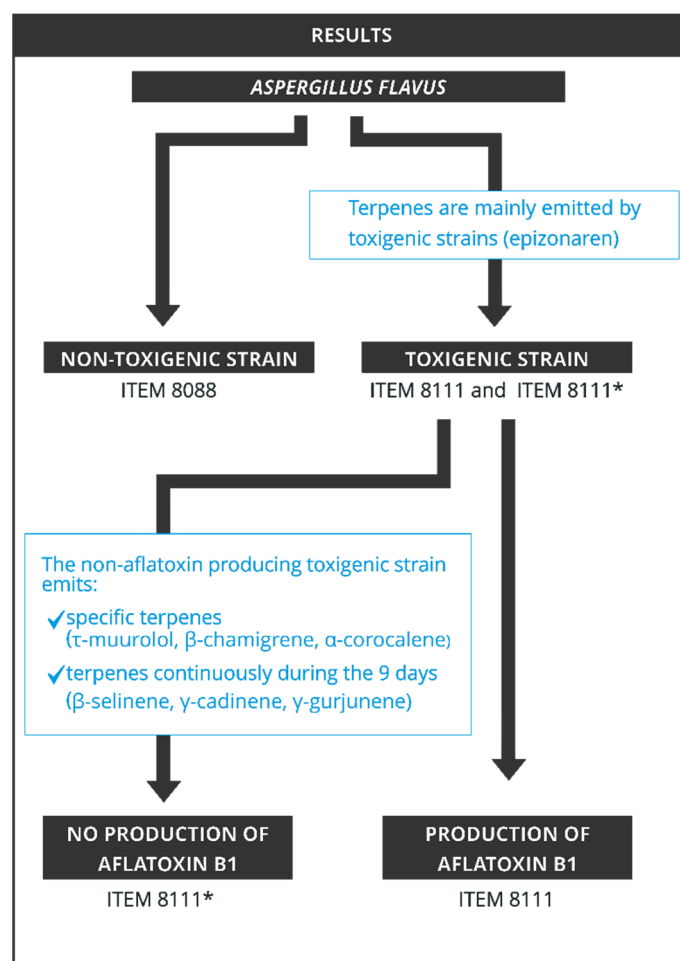 RESULTS
ASPERGILLUS FLAVUS
Terpenes are mainly emitted by
toxigenic strains (epizonaren)
NON-TOXIGENIC STRAIN
ITEM 8088
TOXIGENIC STRAIN
ITEM 8111 and ITEM 8111*
The non-aflatoxin producing toxigenic strain
emits:
✓specific terpenes
(τ-muurolol, β-chamigrene, α-corocalene)
✓terpenes continuously during the 9 days
(β-selinene, γ-cadinene, γ-gurjunene)
NO PRODUCTION OF
AFLATOXIN B1
ITEM 8111*
PRODUCTION OF
AFLATOXIN B1
ITEM 8111